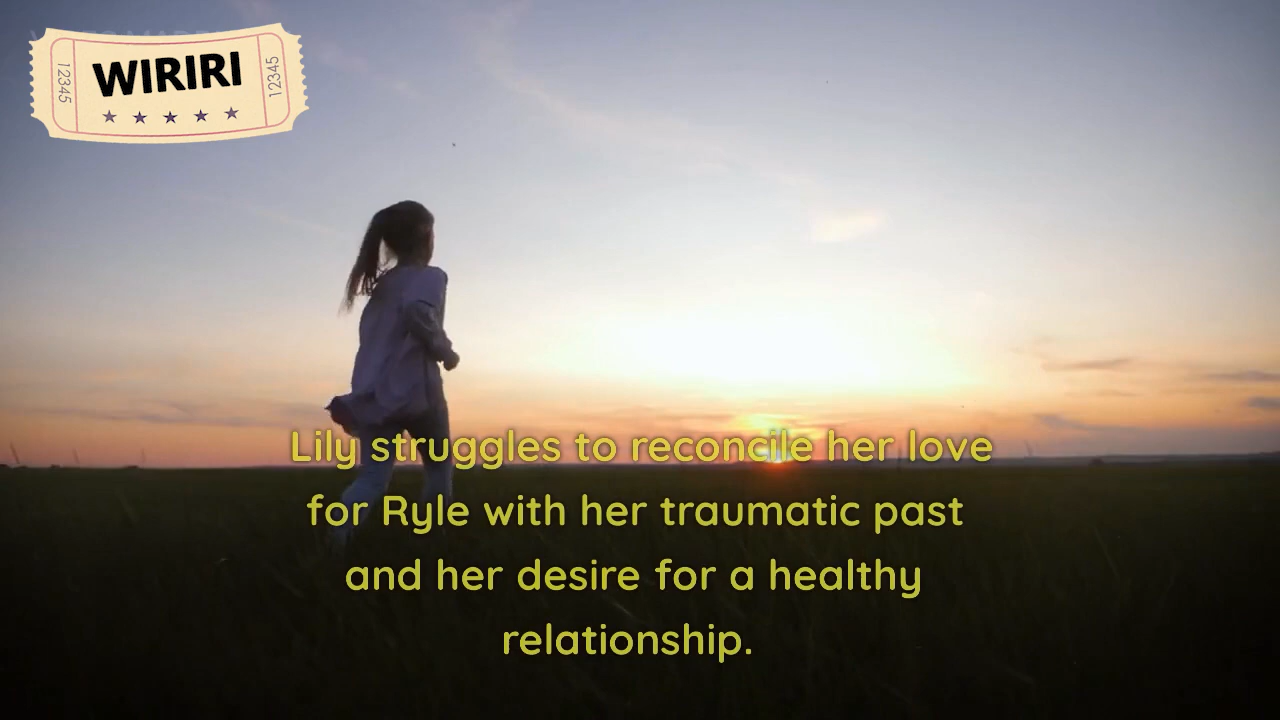 12345
WIRIRI
12345
Lily struggles to reconcile her love
for Ryle with her traumatic past
and her desire for a healthy
relationship.